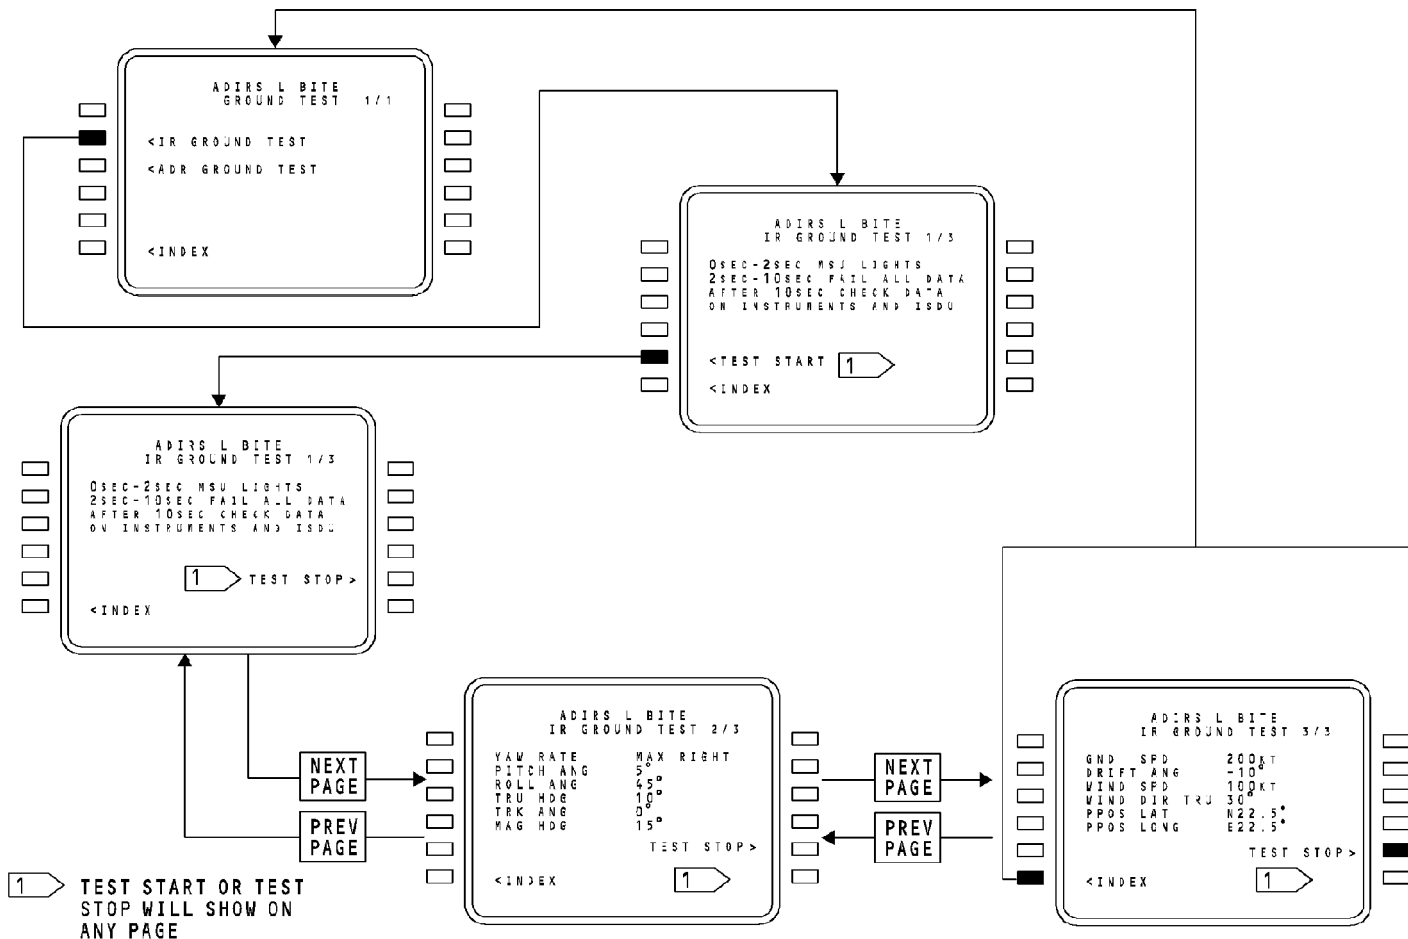 ADIRS L BITE
GROUND TEST 1/1
<IR GROUND TEST
<ADR GROUND TEST
<INDEX
ADIRS L BITE
IR GROUND TEST 1/3
0SEC-2SEC MSU LIGHTS
2SEC-10SEC FAIL ALL DATA
AFTER 10SEC CHECK DATA
ON INSTRUMENTS AND ISDU
<TEST START 1
<INDEX
ADIRS L BITE
IR GROUND TEST 1/3
0SEC-2SEC MSU LIGHTS
2SEC-10SEC FAIL ALL DATA
AFTER 10SEC CHECK DATA
ON INSTRUMENTS AND ISDU
1 TEST STOP>
<INDEX
NEXT
PAGE
PREV
PAGE
ADIRS L BITE
IR GROUND TEST 2/3
YAW RATE MAX RIGHT
PITCH ANG 5°
ROLL ANG 45°
TRU HDG 10°
TRK ANG 0°
MAG HDG 15°
TEST STOP>
<INDEX 1
NEXT
PAGE
PREV
PAGE
ADIRS L BITE
IR GROUND TEST 3/3
GND SPD 200KT
DRIFT ANG -10°
WIND SPD 100KT
WIND DIR TRU 30°
PPOS LAT N22.5°
PPOS LONG E22.5°
TEST STOP>
<INDEX 1
1 TEST START OR TEST
STOP WILL SHOW ON
ANY PAGE